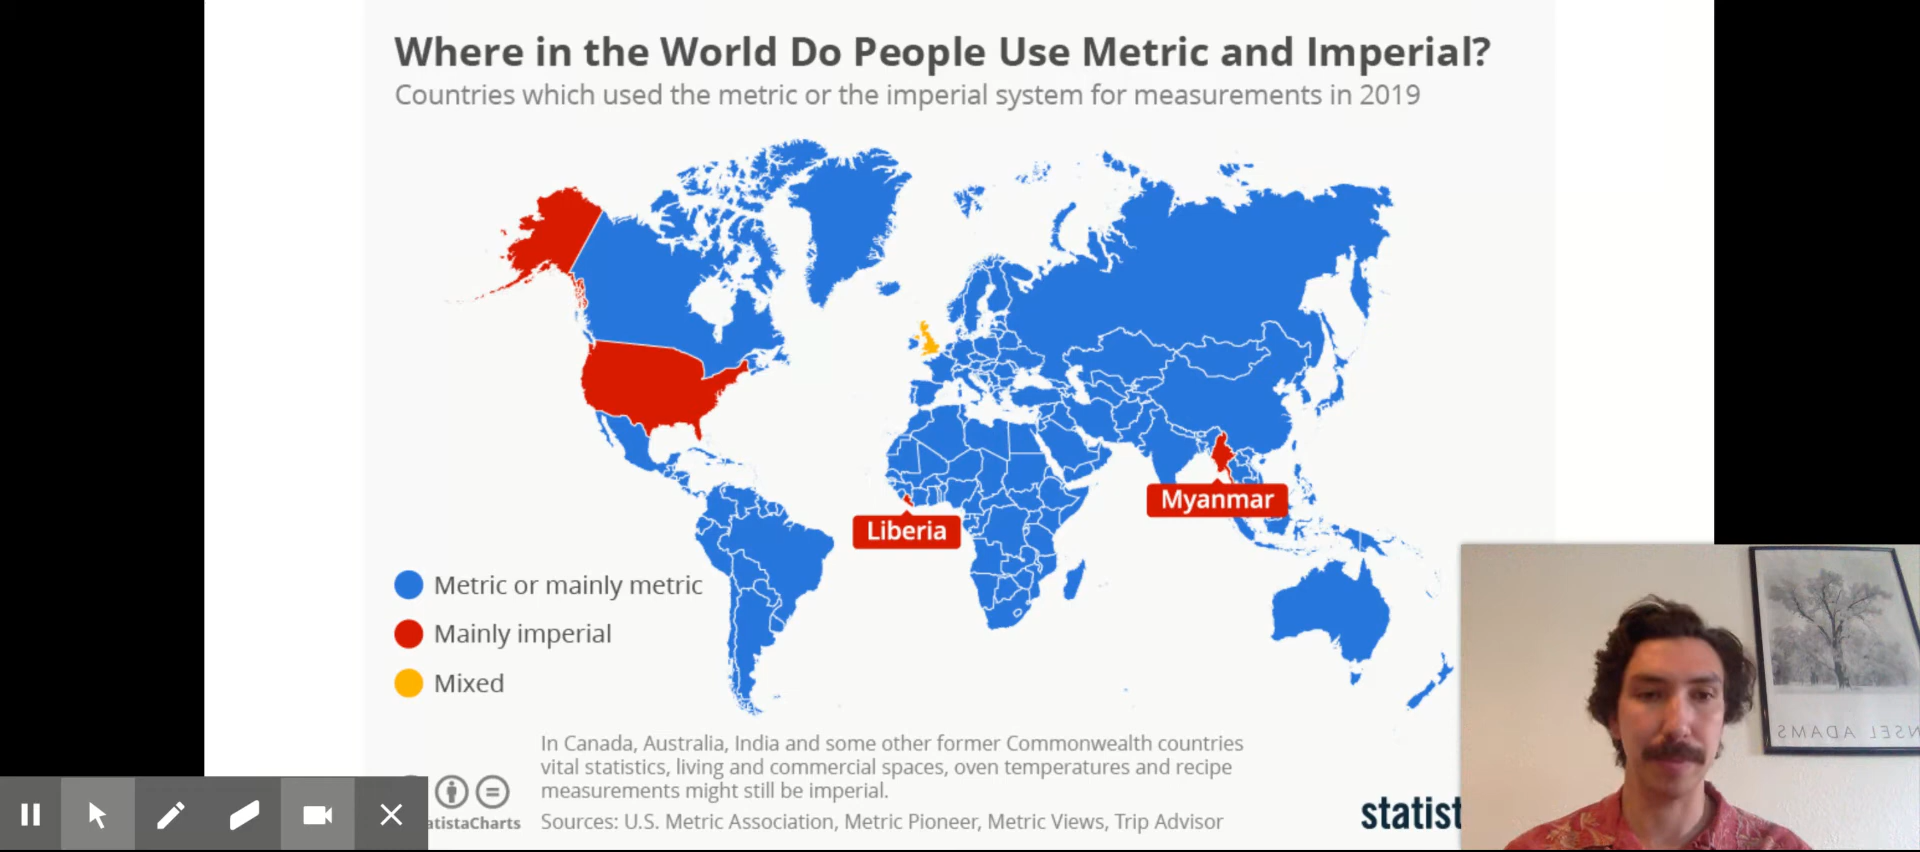 Where in the World Do People Use Metric and Imperial?
Countries which used the metric or the imperial system for measurements in 2019
Liberia
Myanmar
Metric or mainly metric
Mainly imperial
Mixed
In Canada, Australia, India and some other former Commonwealth countries
vital statistics, living and commercial spaces, oven temperatures and recipe
measurements might still be imperial.
atistaCharts
Sources: U.S. Metric Association, Metric Pioneer, Metric Views, Trip Advisor
statist
NSEL ADAMS